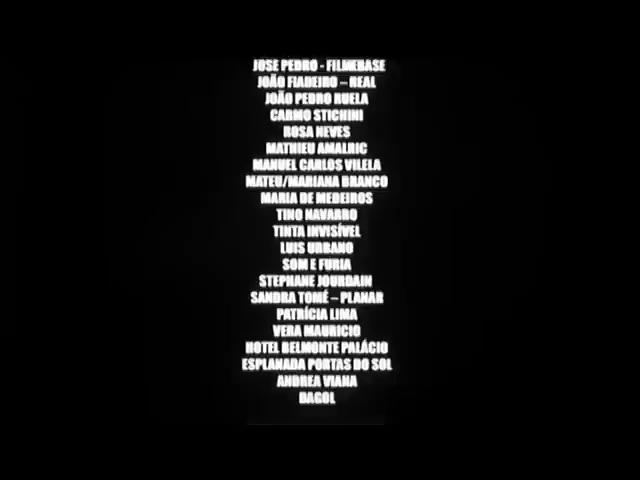 JOSE PEDRO - FILMEBASE
JOÃO FIADEIRO – REAL
JOÃO PEDRO RUELA
CARMO STICHINI
ROSA NEVES
MATHIEU AMALRIC
MANUEL CARLOS VILELA
MATEU/MARIANA BRANCO
MARIA DE MEDEIROS
TINO NAVARRO
TINTA INVISÍVEL
LUIS URBANO
SOM E FURIA
STEPHANE JOURDAIN
SANDRA TOMÉ – PLANAR
PATRÍCIA LIMA
VERA MAURICIO
HOTEL BELMONTE PALÁCIO
ESPLANADA PORTAS DO SOL
ANDREA VIANA
DAGOL